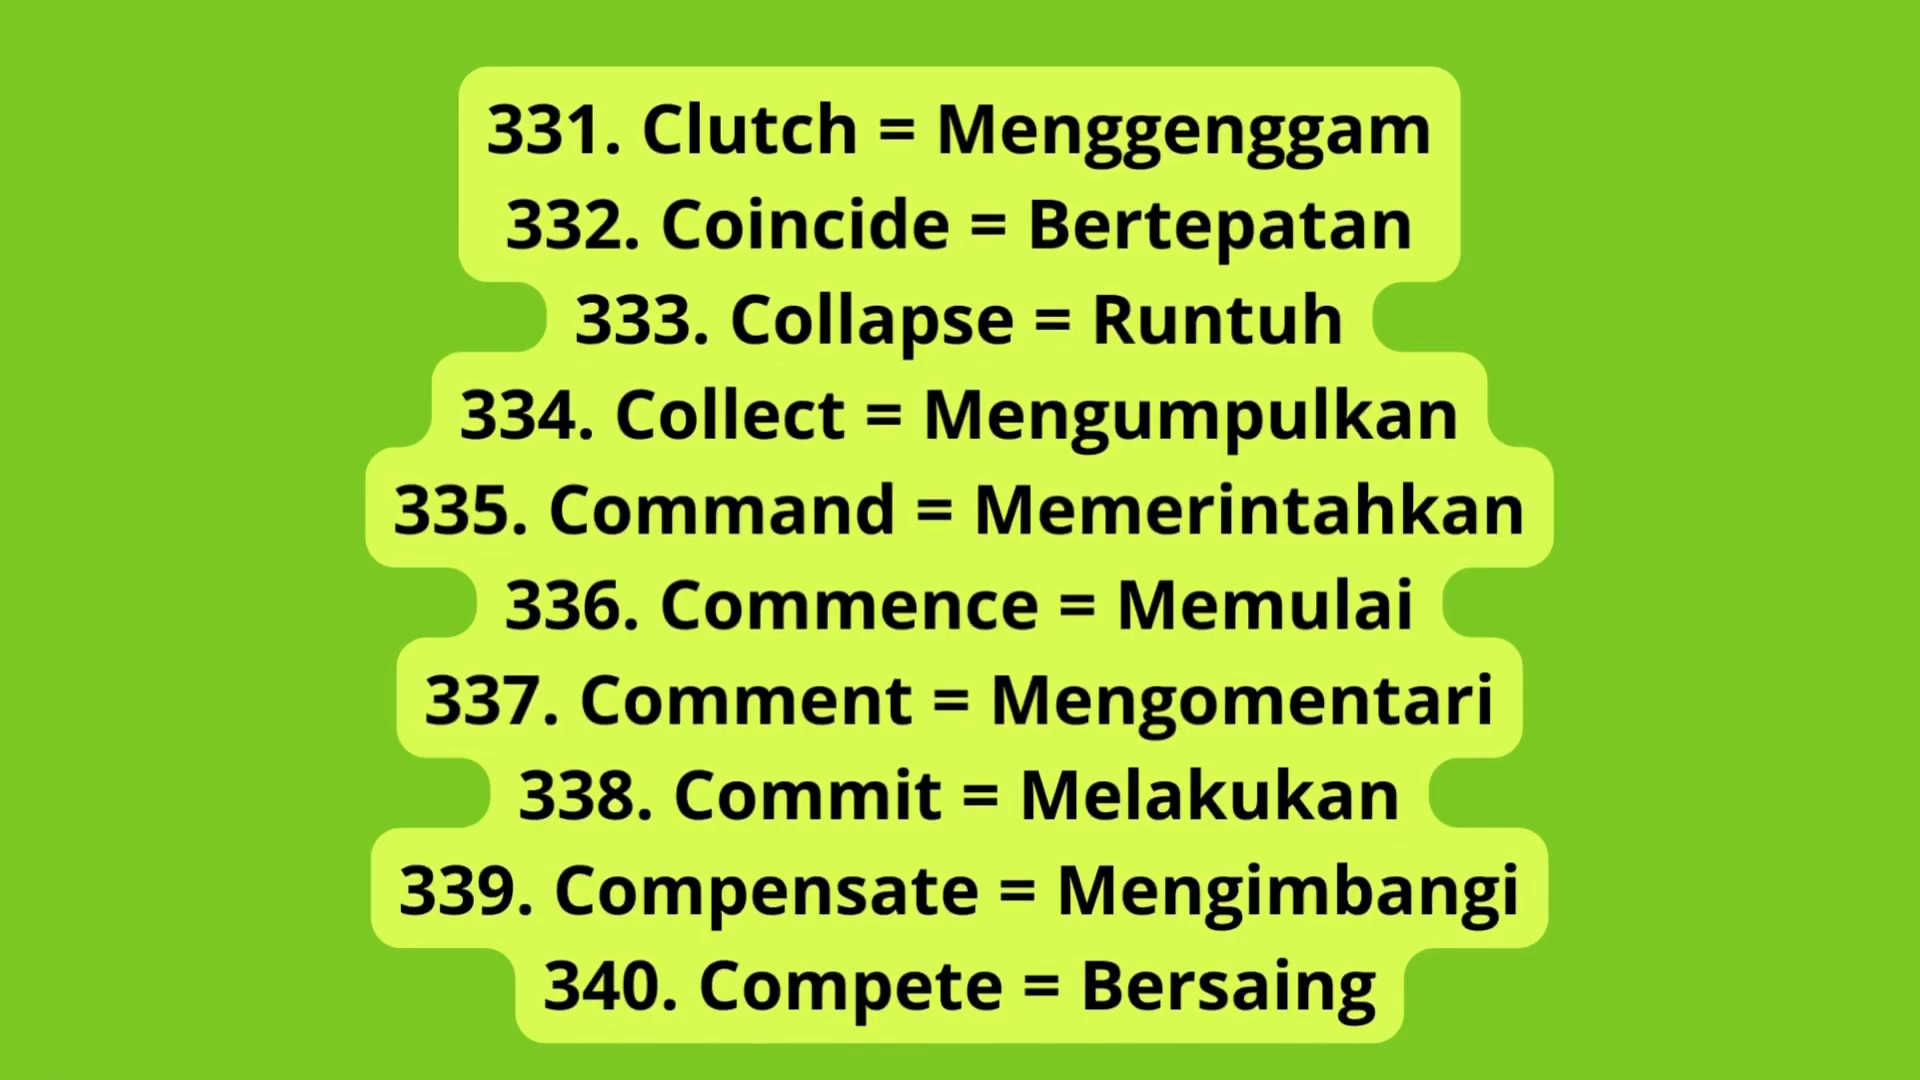 331. Clutch = Menggenggam
332. Coincide = Bertepatan
333. Collapse = Runtuh
334. Collect = Mengumpulkan
335. Command = Memerintahkan
336. Commence = Memulai
337. Comment = Mengomentari
338. Commit = Melakukan
339. Compensate = Mengimbangi
340. Compete = Bersaing